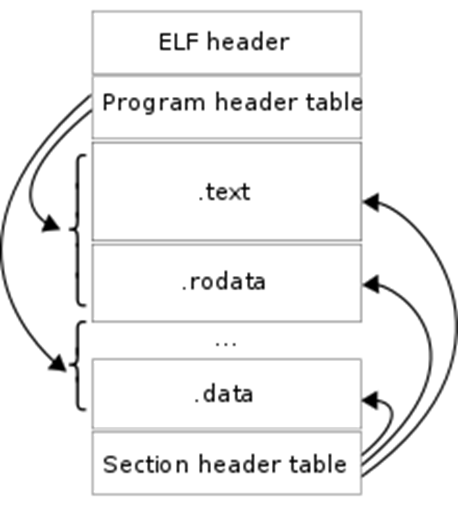 ELF header
Program header table
.text
.rodata
...
.data
Section header table